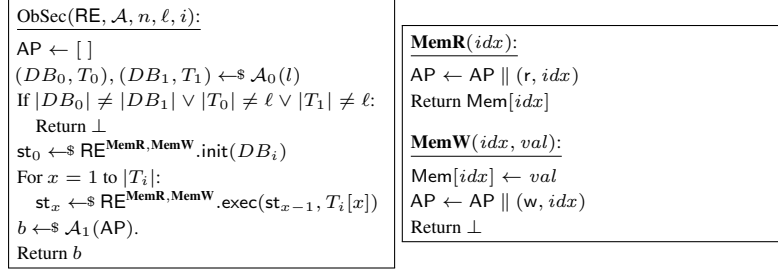 ObSec(RE, 𝒜, n, ℓ, i):
AP ← [ ]
(DB₀, T₀), (DB₁, T₁) ←$ 𝒜₀(l)
If |DB₀| ≠ |DB₁| ∨ |T₀| ≠ ℓ ∨ |T₁| ≠ ℓ:
Return ⊥
st₀ ←$ RE^{MemR,MemW}.init(DBᵢ)
For x = 1 to |Tᵢ|:
stₓ ←$ RE^{MemR,MemW}.exec(stₓ₋₁, Tᵢ[x])
b ←$ 𝒜₁(AP).
Return b
MemR(idx):
AP ← AP ∥ (r, idx)
Return Mem[idx]
MemW(idx, val):
Mem[idx] ← val
AP ← AP ∥ (w, idx)
Return ⊥